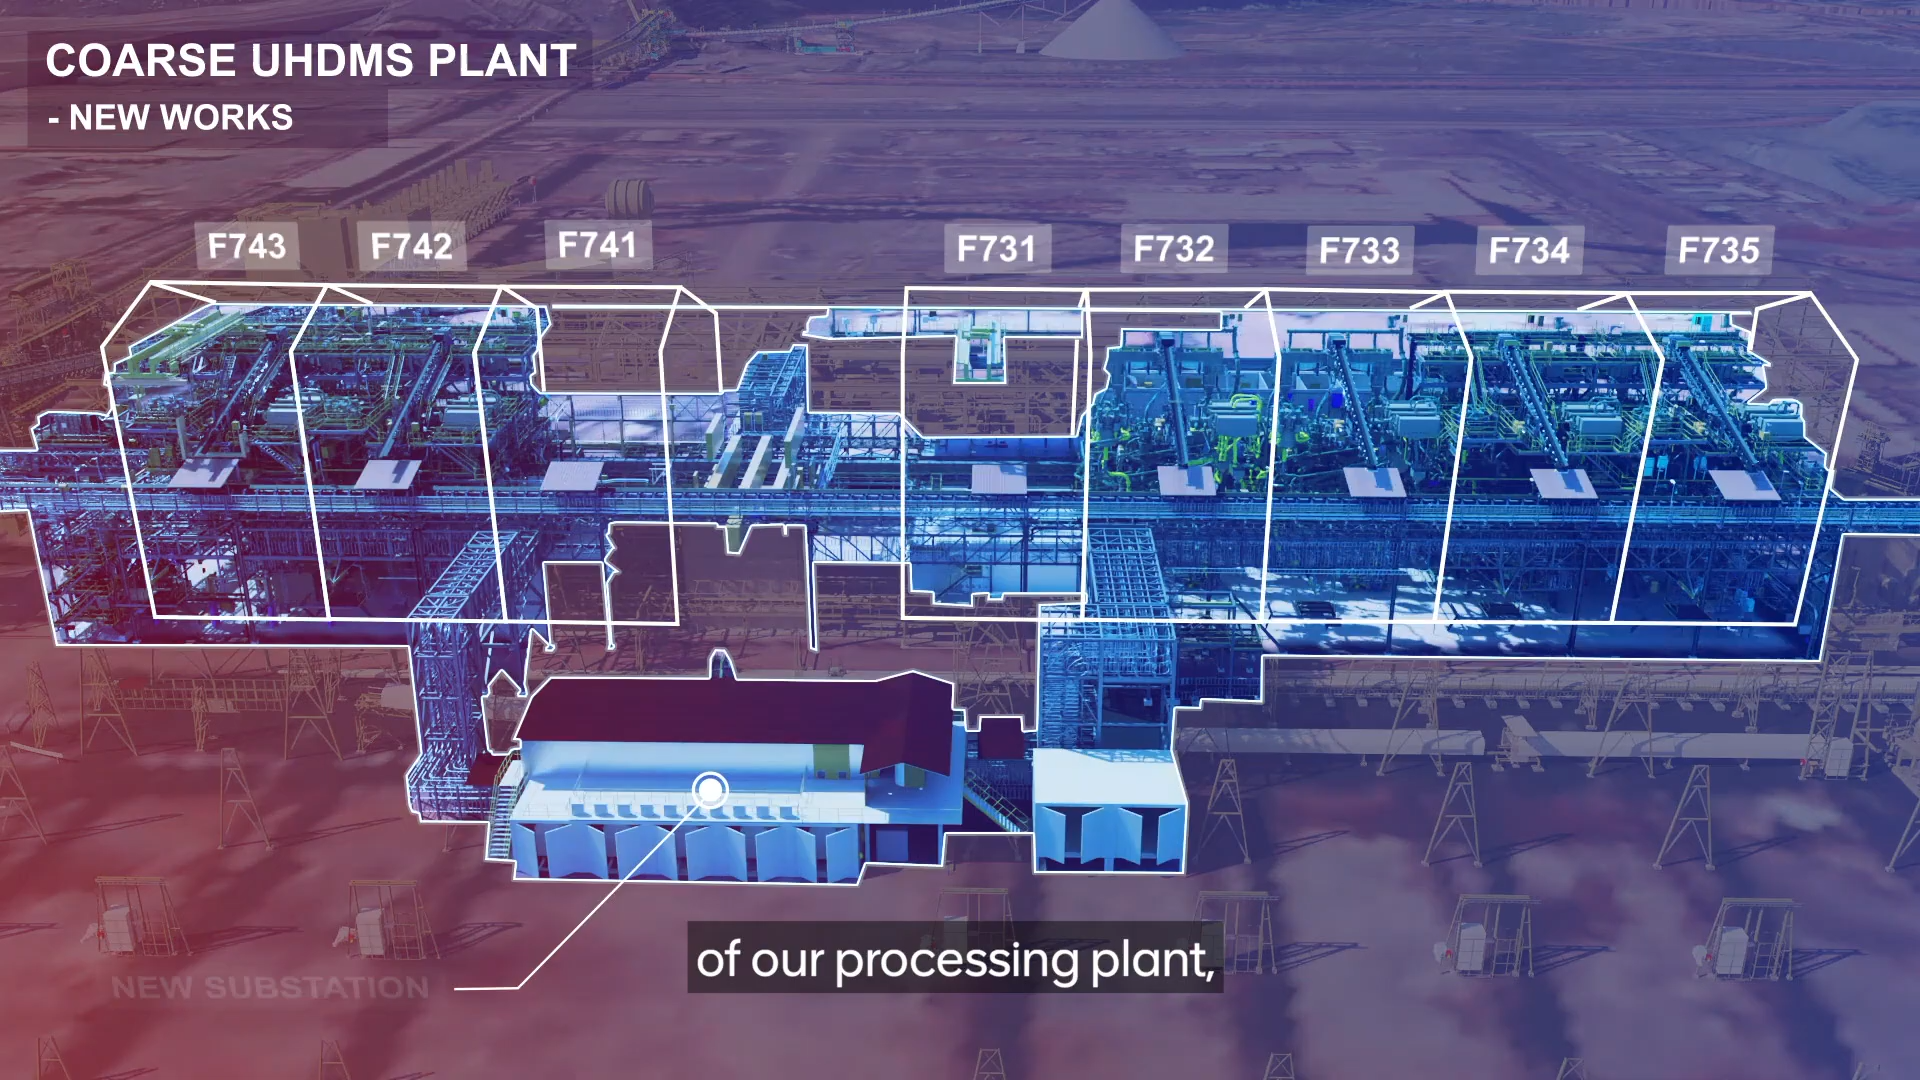 COARSE UHDMS PLANT
- NEW WORKS
F743 F742 F741 F731 F732 F733 F734 F735
NEW SUBSTATION
of our processing plant,